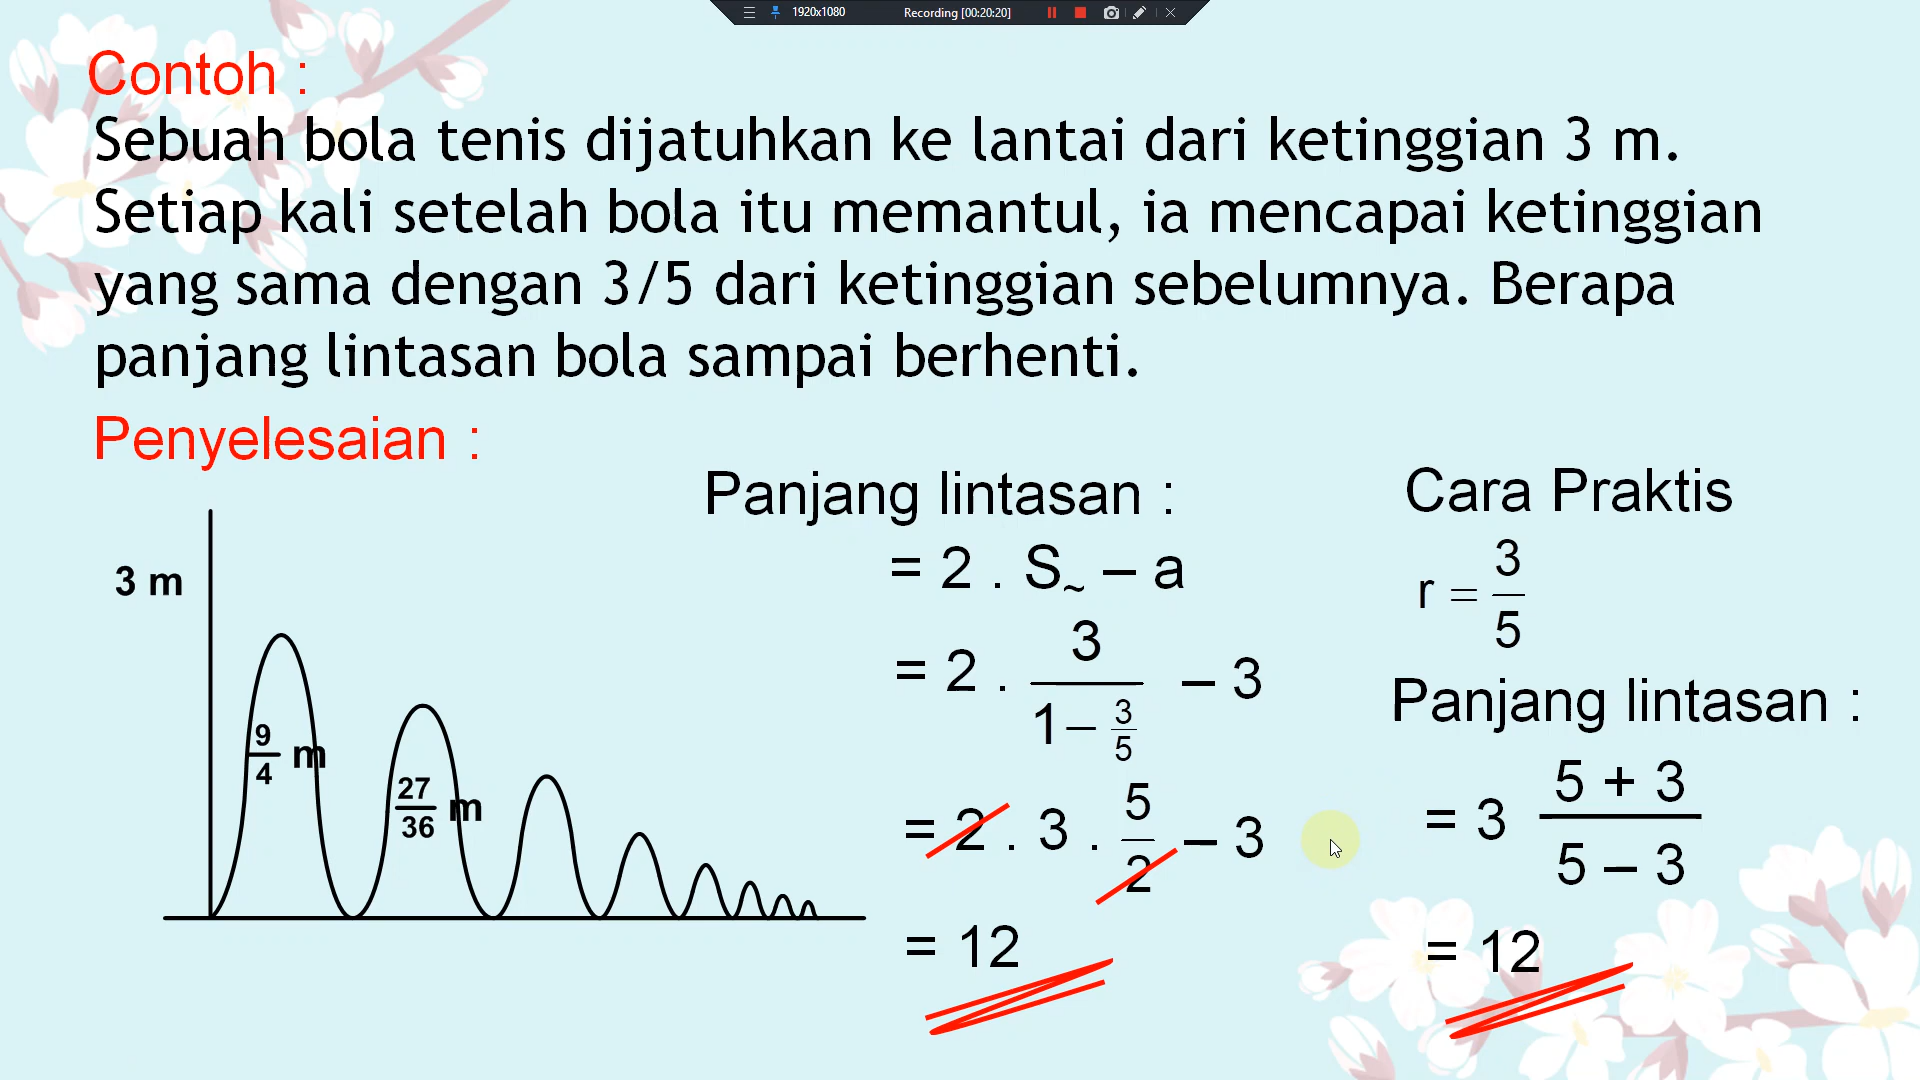 1920x1080 Recording [00:20:20]
Contoh :
Sebuah bola tenis dijatuhkan ke lantai dari ketinggian 3 m.
Setiap kali setelah bola itu memantul, ia mencapai ketinggian
yang sama dengan 3/5 dari ketinggian sebelumnya. Berapa
panjang lintasan bola sampai berhenti.
Penyelesaian :
3 m
9/4 m
27/36 m
Panjang lintasan :
= 2 . S~ – a
= 2 . 3/(1 – 3/5) – 3
= 2 . 3 . 5/2 – 3
= 12
Cara Praktis
r = 3/5
Panjang lintasan :
= 3 (5 + 3)/(5 – 3)
= 12